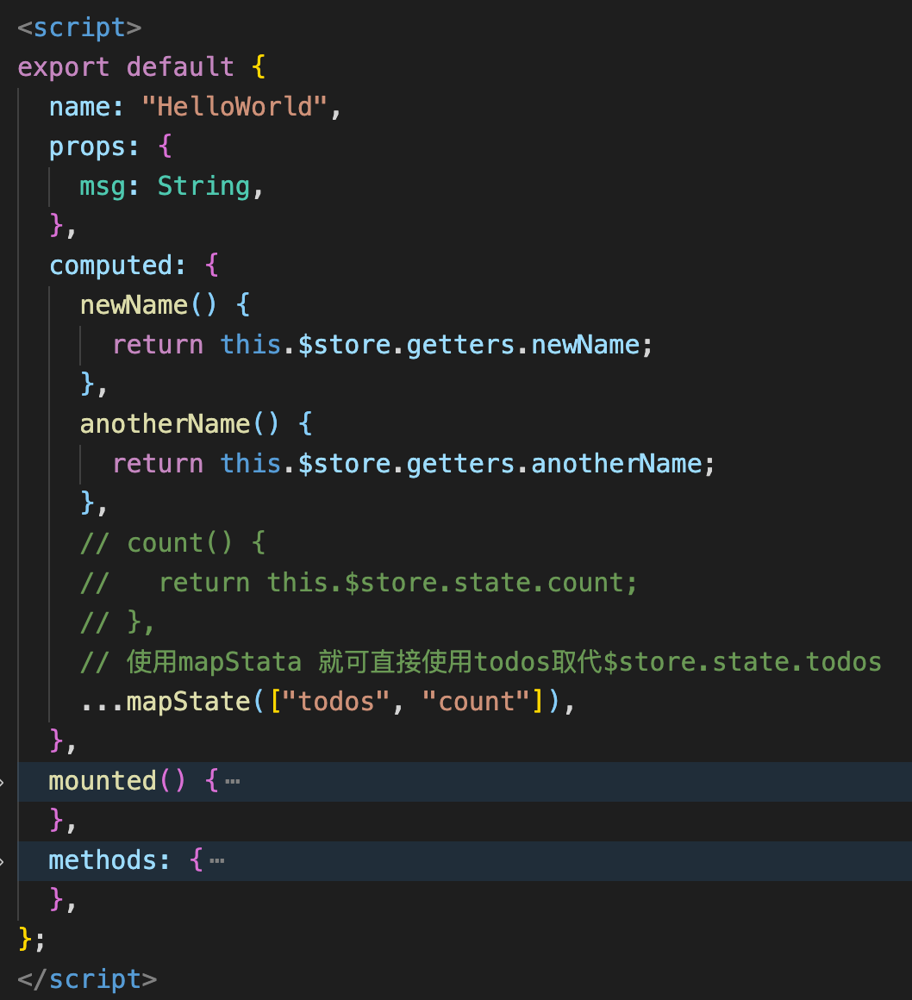 <script>
export default {
  name: "HelloWorld",
  props: {
    msg: String,
  },
  computed: {
    newName() {
      return this.$store.getters.newName;
    },
    anotherName() {
      return this.$store.getters.anotherName;
    },
    // count() {
    //   return this.$store.state.count;
    // },
    // 使用mapStata 就可直接使用todos取代$store.state.todos
    ...mapState(["todos", "count"]),
  },
  mounted() {⋯
  },
  methods: {⋯
  },
};
</script>